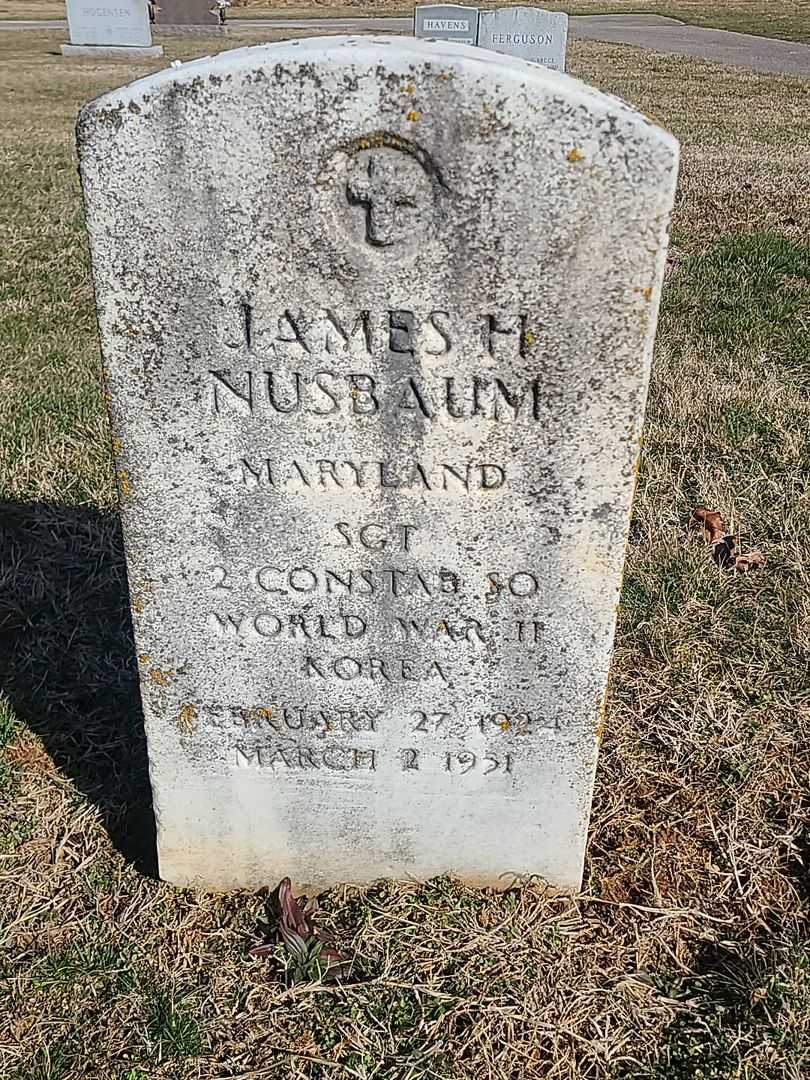 HOGENSEN
HAVENS
FERGUSON
JAMES H
NUSBAUM
MARYLAND
SGT
2 CONSTAB SQ
WORLD WAR II
KOREA
FEBRUARY 27 1924
MARCH 2 1951